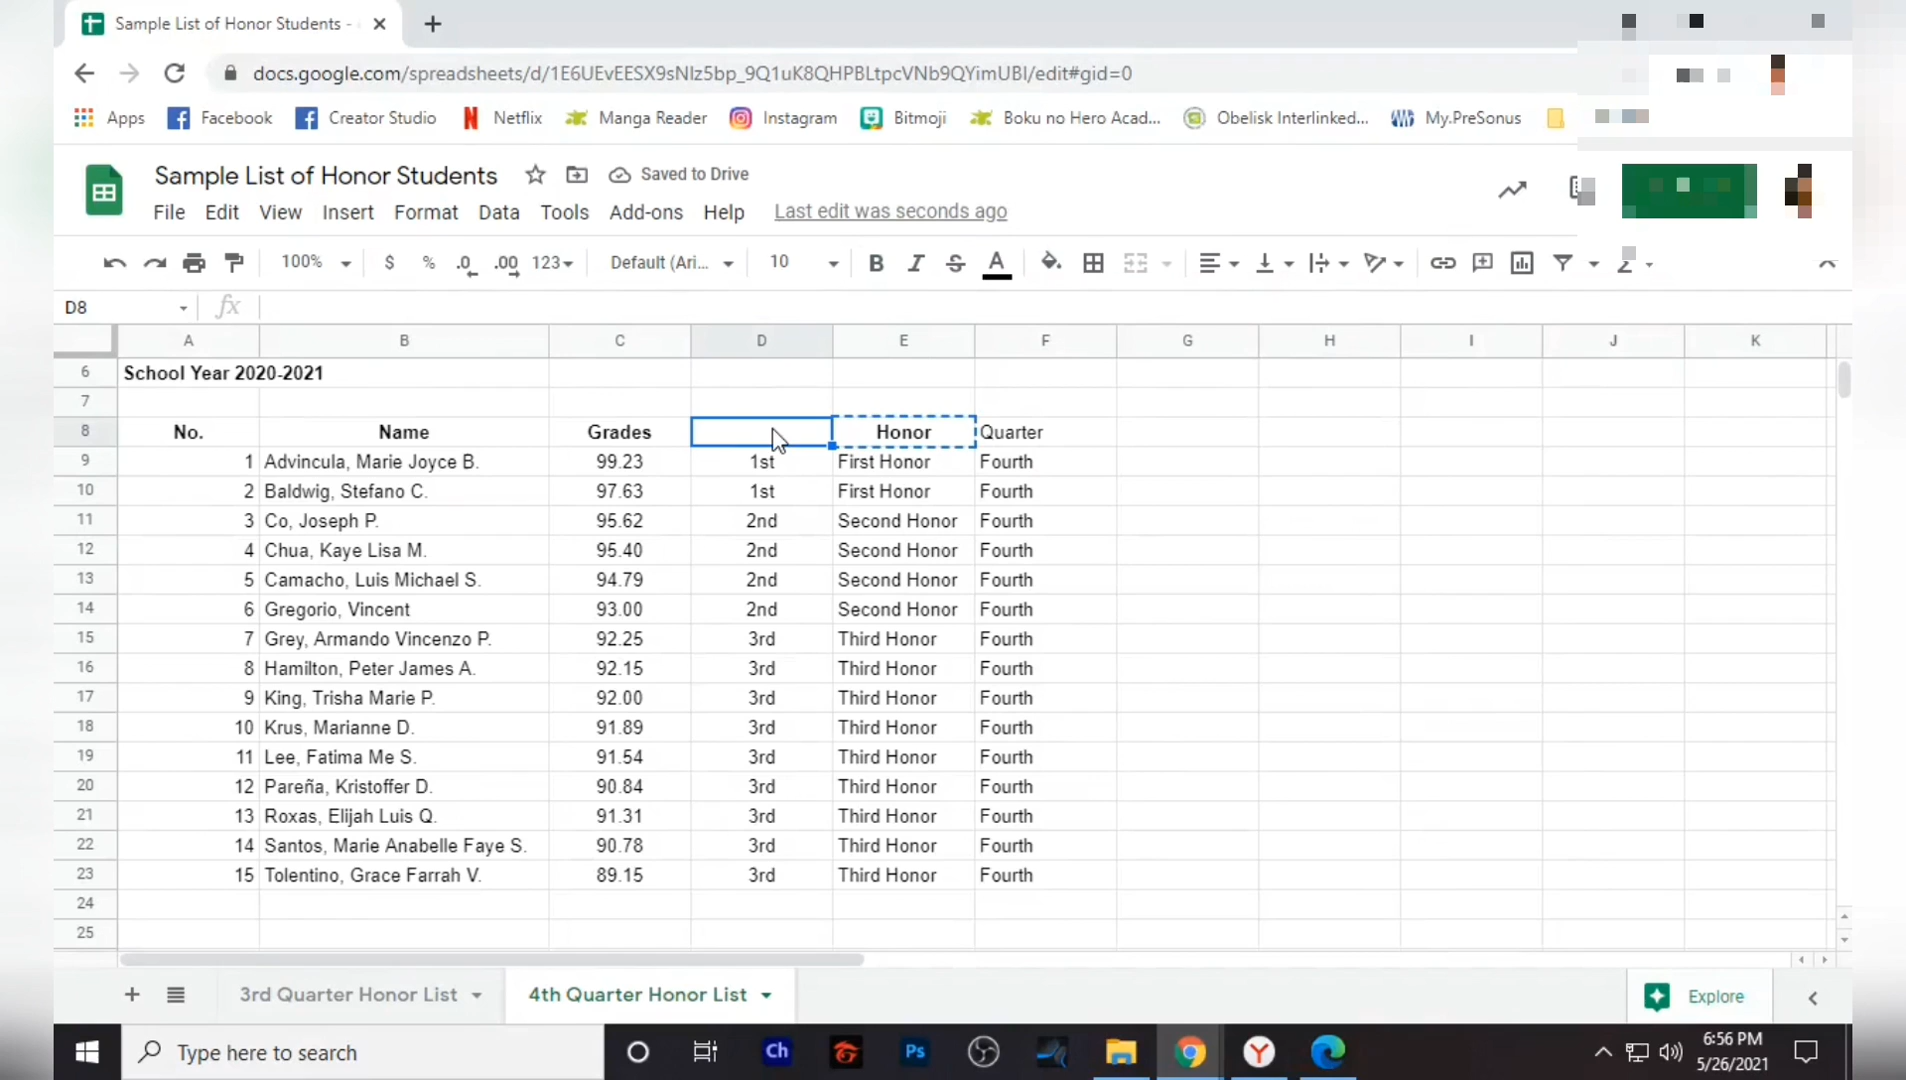 Sample List of Honor Students -
docs.google.com/spreadsheets/d/1E6UEvEESX9sNlz5bp_9Q1uK8QHPBLtpcVNb9QYimUBI/edit#gid=0
Apps Facebook Creator Studio Netflix Manga Reader Instagram Bitmoji Boku no Hero Acad... Obelisk Interlinked... My.PreSonus
Sample List of Honor Students Saved to Drive
File Edit View Insert Format Data Tools Add-ons Help Last edit was seconds ago
100% $ % .0 .00 123 Default (Ari... 10 B I S A
D8 fx
A B C D E F G H I J K
6 School Year 2020-2021
7
8 No. Name Grades Honor Quarter
9 1 Advincula, Marie Joyce B. 99.23 1st First Honor Fourth
10 2 Baldwig, Stefano C. 97.63 1st First Honor Fourth
11 3 Co, Joseph P. 95.62 2nd Second Honor Fourth
12 4 Chua, Kaye Lisa M. 95.40 2nd Second Honor Fourth
13 5 Camacho, Luis Michael S. 94.79 2nd Second Honor Fourth
14 6 Gregorio, Vincent 93.00 2nd Second Honor Fourth
15 7 Grey, Armando Vincenzo P. 92.25 3rd Third Honor Fourth
16 8 Hamilton, Peter James A. 92.15 3rd Third Honor Fourth
17 9 King, Trisha Marie P. 92.00 3rd Third Honor Fourth
18 10 Krus, Marianne D. 91.89 3rd Third Honor Fourth
19 11 Lee, Fatima Me S. 91.54 3rd Third Honor Fourth
20 12 Pareña, Kristoffer D. 90.84 3rd Third Honor Fourth
21 13 Roxas, Elijah Luis Q. 91.31 3rd Third Honor Fourth
22 14 Santos, Marie Anabelle Faye S. 90.78 3rd Third Honor Fourth
23 15 Tolentino, Grace Farrah V. 89.15 3rd Third Honor Fourth
24
25
3rd Quarter Honor List 4th Quarter Honor List Explore
Type here to search Ch Ps 6:56 PM
5/26/2021